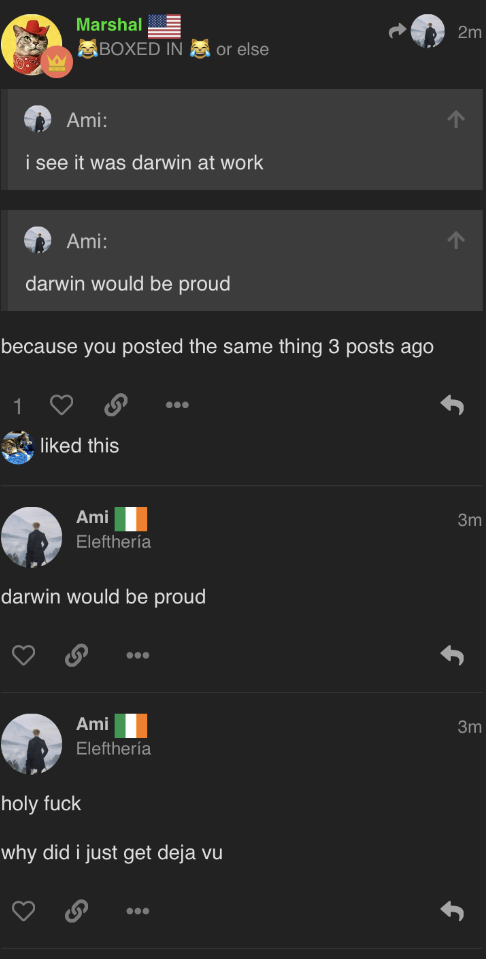 Marshal
2m
😹BOXED IN 😹 or else
Ami:
i see it was darwin at work
Ami:
darwin would be proud
because you posted the same thing 3 posts ago
1
liked this
Ami
3m
Elefthería
darwin would be proud
Ami
3m
Elefthería
holy fuck
why did i just get deja vu